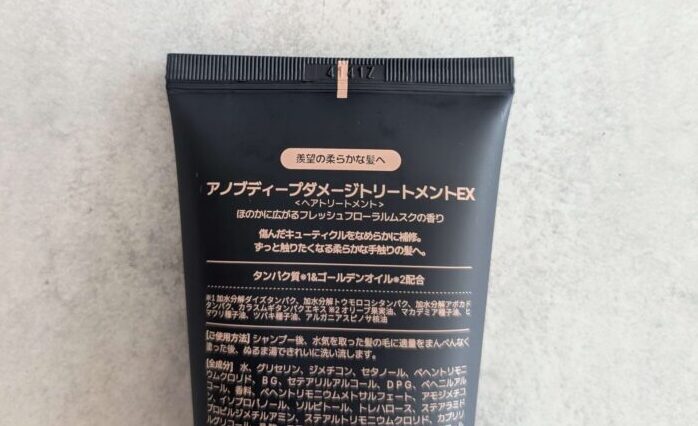 4141Z
羨望の柔らかな髪へ
アノブディープダメージトリートメントEX
<ヘアトリートメント>
ほのかに広がるフレッシュフローラルムスクの香り
傷んだキューティクルをなめらかに補修。
ずっと触りたくなる柔らかな手触りの髪へ。
タンパク質※1&ゴールデンオイル※2配合
※1 加水分解ダイズタンパク、加水分解トウモロコシタンパク、加水分解アボカド
タンパク、カラスムギタンパクエキス ※2 オリーブ果実油、マカデミア種子油、ヒ
マワリ種子油、ツバキ種子油、アルガニアスピノサ核油
[ご使用方法] シャンプー後、水気を取った髪の毛に適量をまんべんなく
塗った後、ぬるま湯できれいに洗い流します。
[全成分] 水、グリセリン、ジメチコン、セタノール、ベヘントリモニ
ウムクロリド、BG、セテアリルアルコール、DPG、ベヘニルアル
コール、香料、ベヘントリモニウムメトサルフェート、アモジメチコ
ン、イソプロパノール、ソルビトール、トレハロース、ステアラミド
プロピルジメチルアミン、ステアルトリモニウムクロリド、カプリリ
ルグリコール